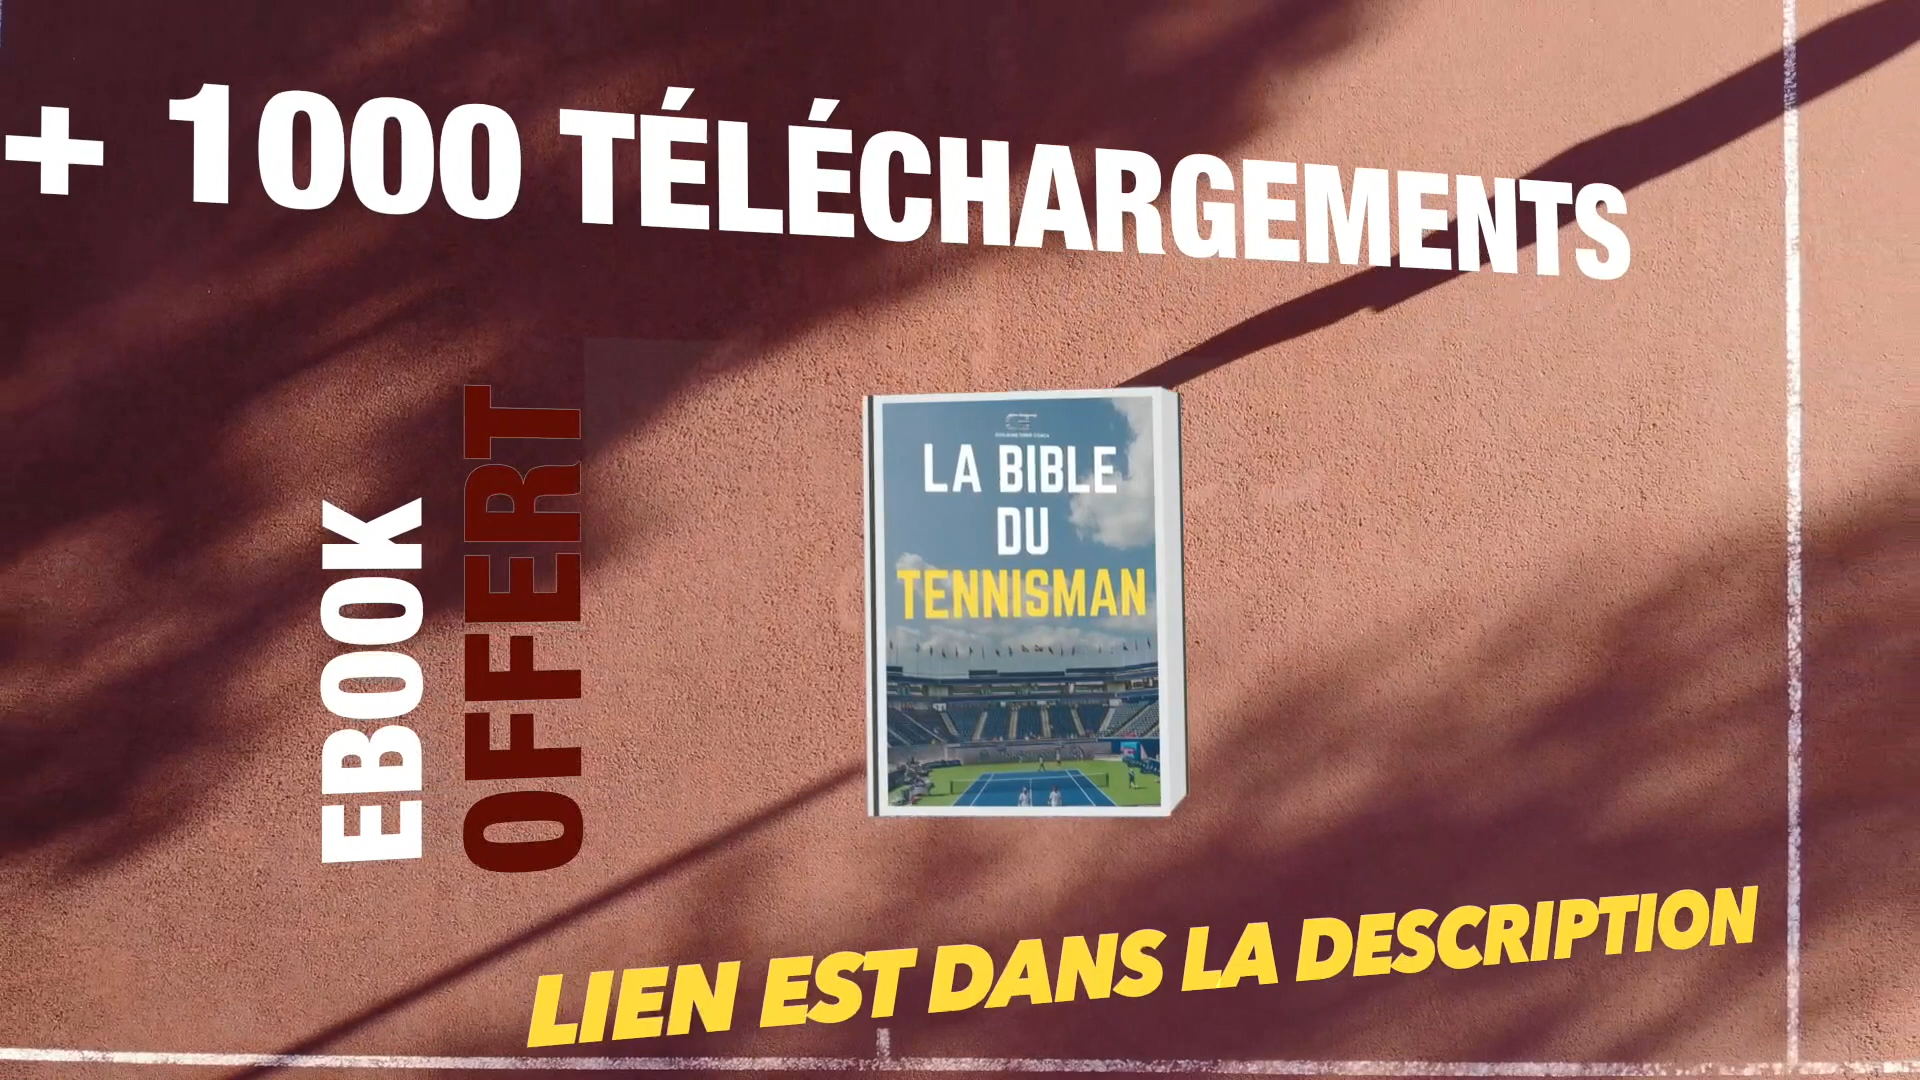 + 1000 TÉLÉCHARGEMENTS
EBOOK
OFFERT
LA BIBLE
DU
TENNISMAN
LIEN EST DANS LA DESCRIPTION